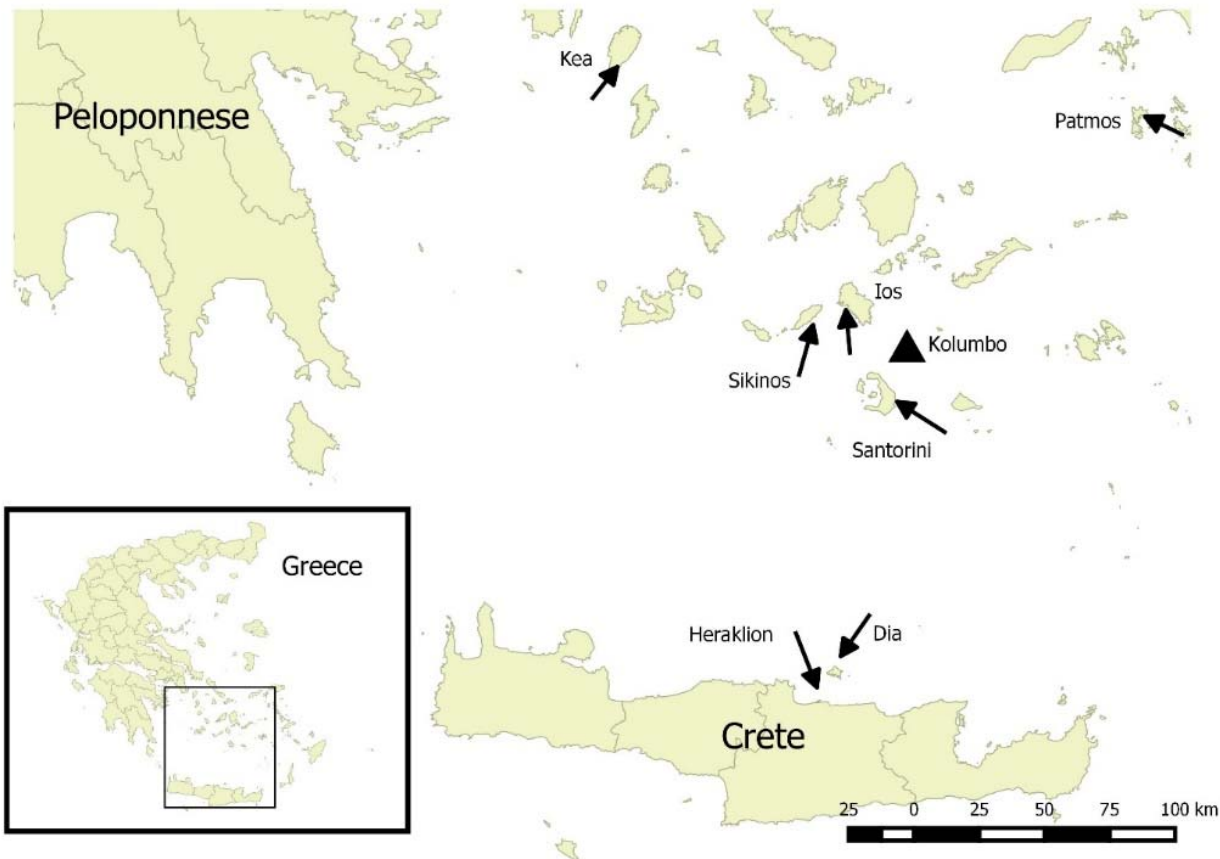 Kea
Peloponnese
Patmos
Ios
Kolumbo
Sikinos
Santorini
Greece
Heraklion
Dia
Crete
25 0 25 50 75 100 km